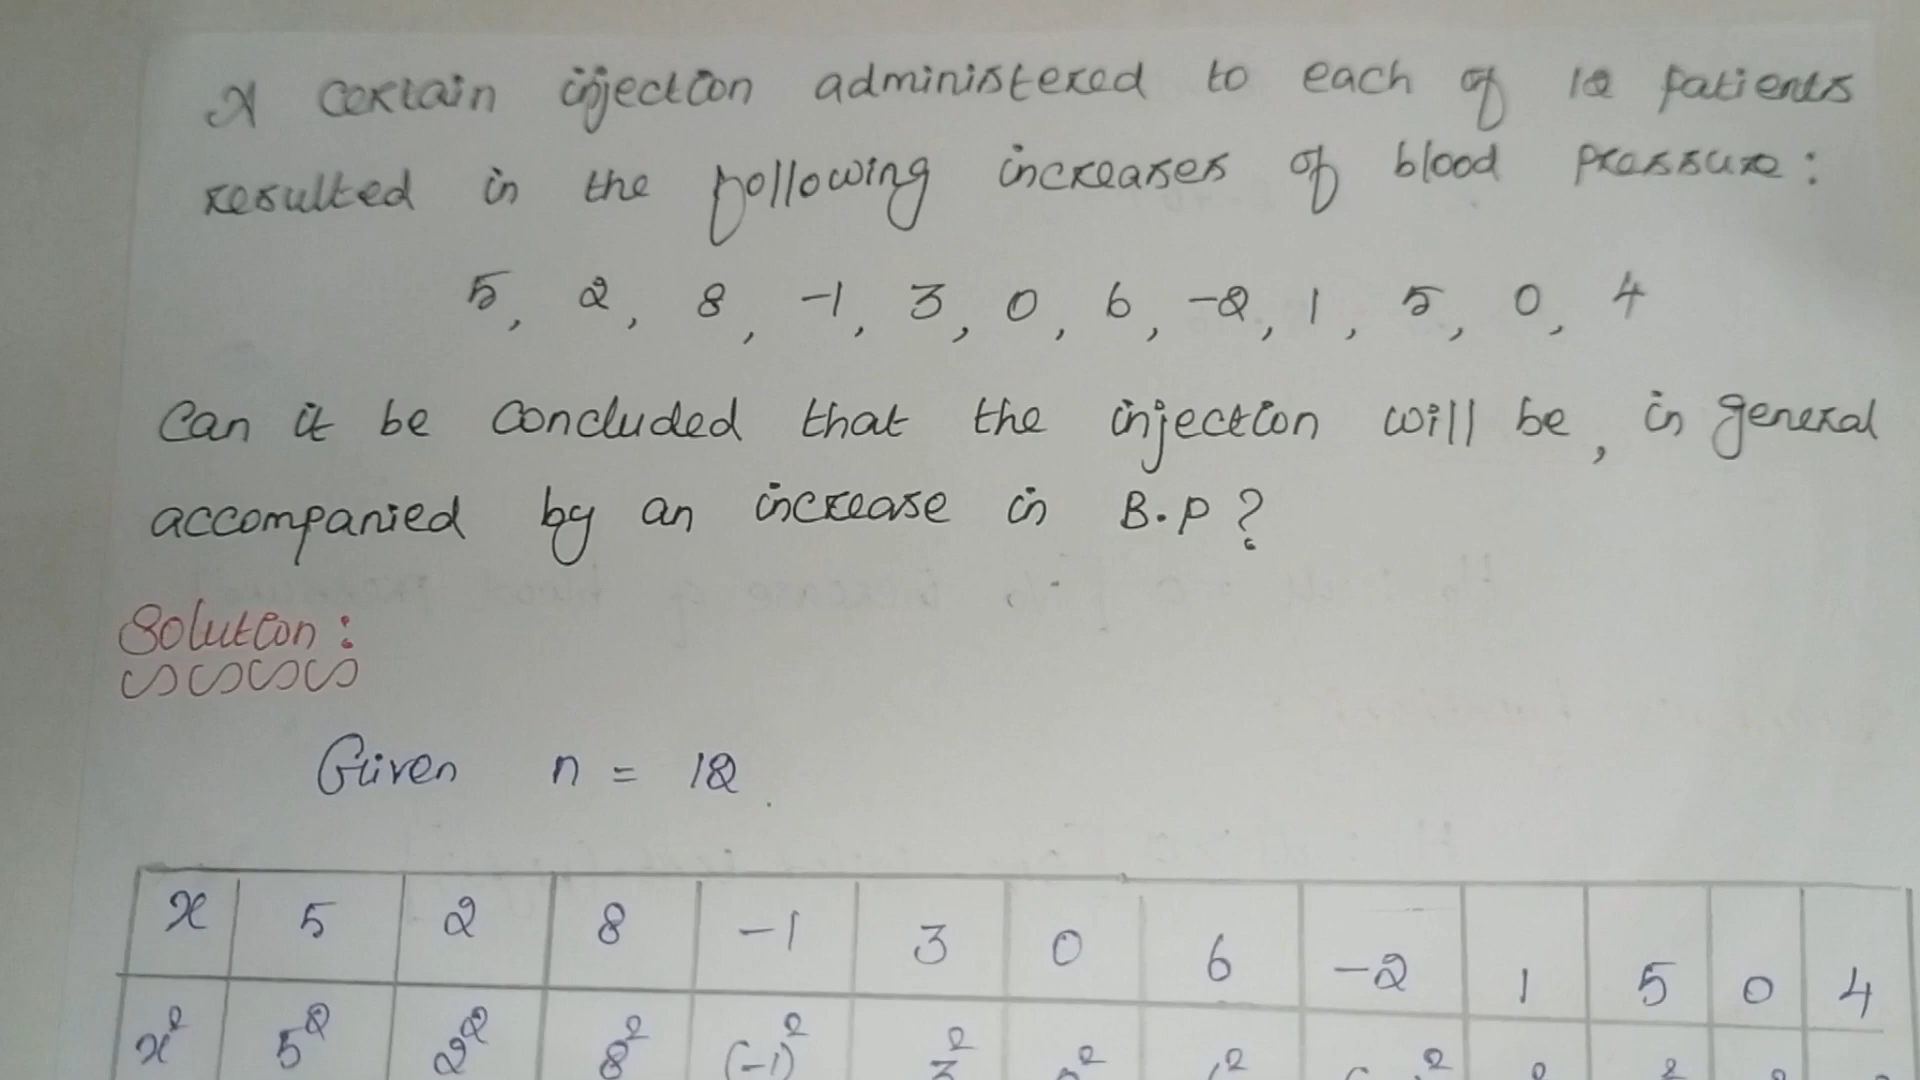 A certain injection administered to each of 12 patients
resulted in the following increases of blood pressure:
5, 2, 8, -1, 3, 0, 6, -2, 1, 5, 0, 4
Can it be concluded that the injection will be, in general
accompanied by an increase in B.P?
Solution:
Given n = 12
x 5 2 8 -1 3 0 6 -2 1 5 0 4
x² 5² 2² 8² (-1)² 3²